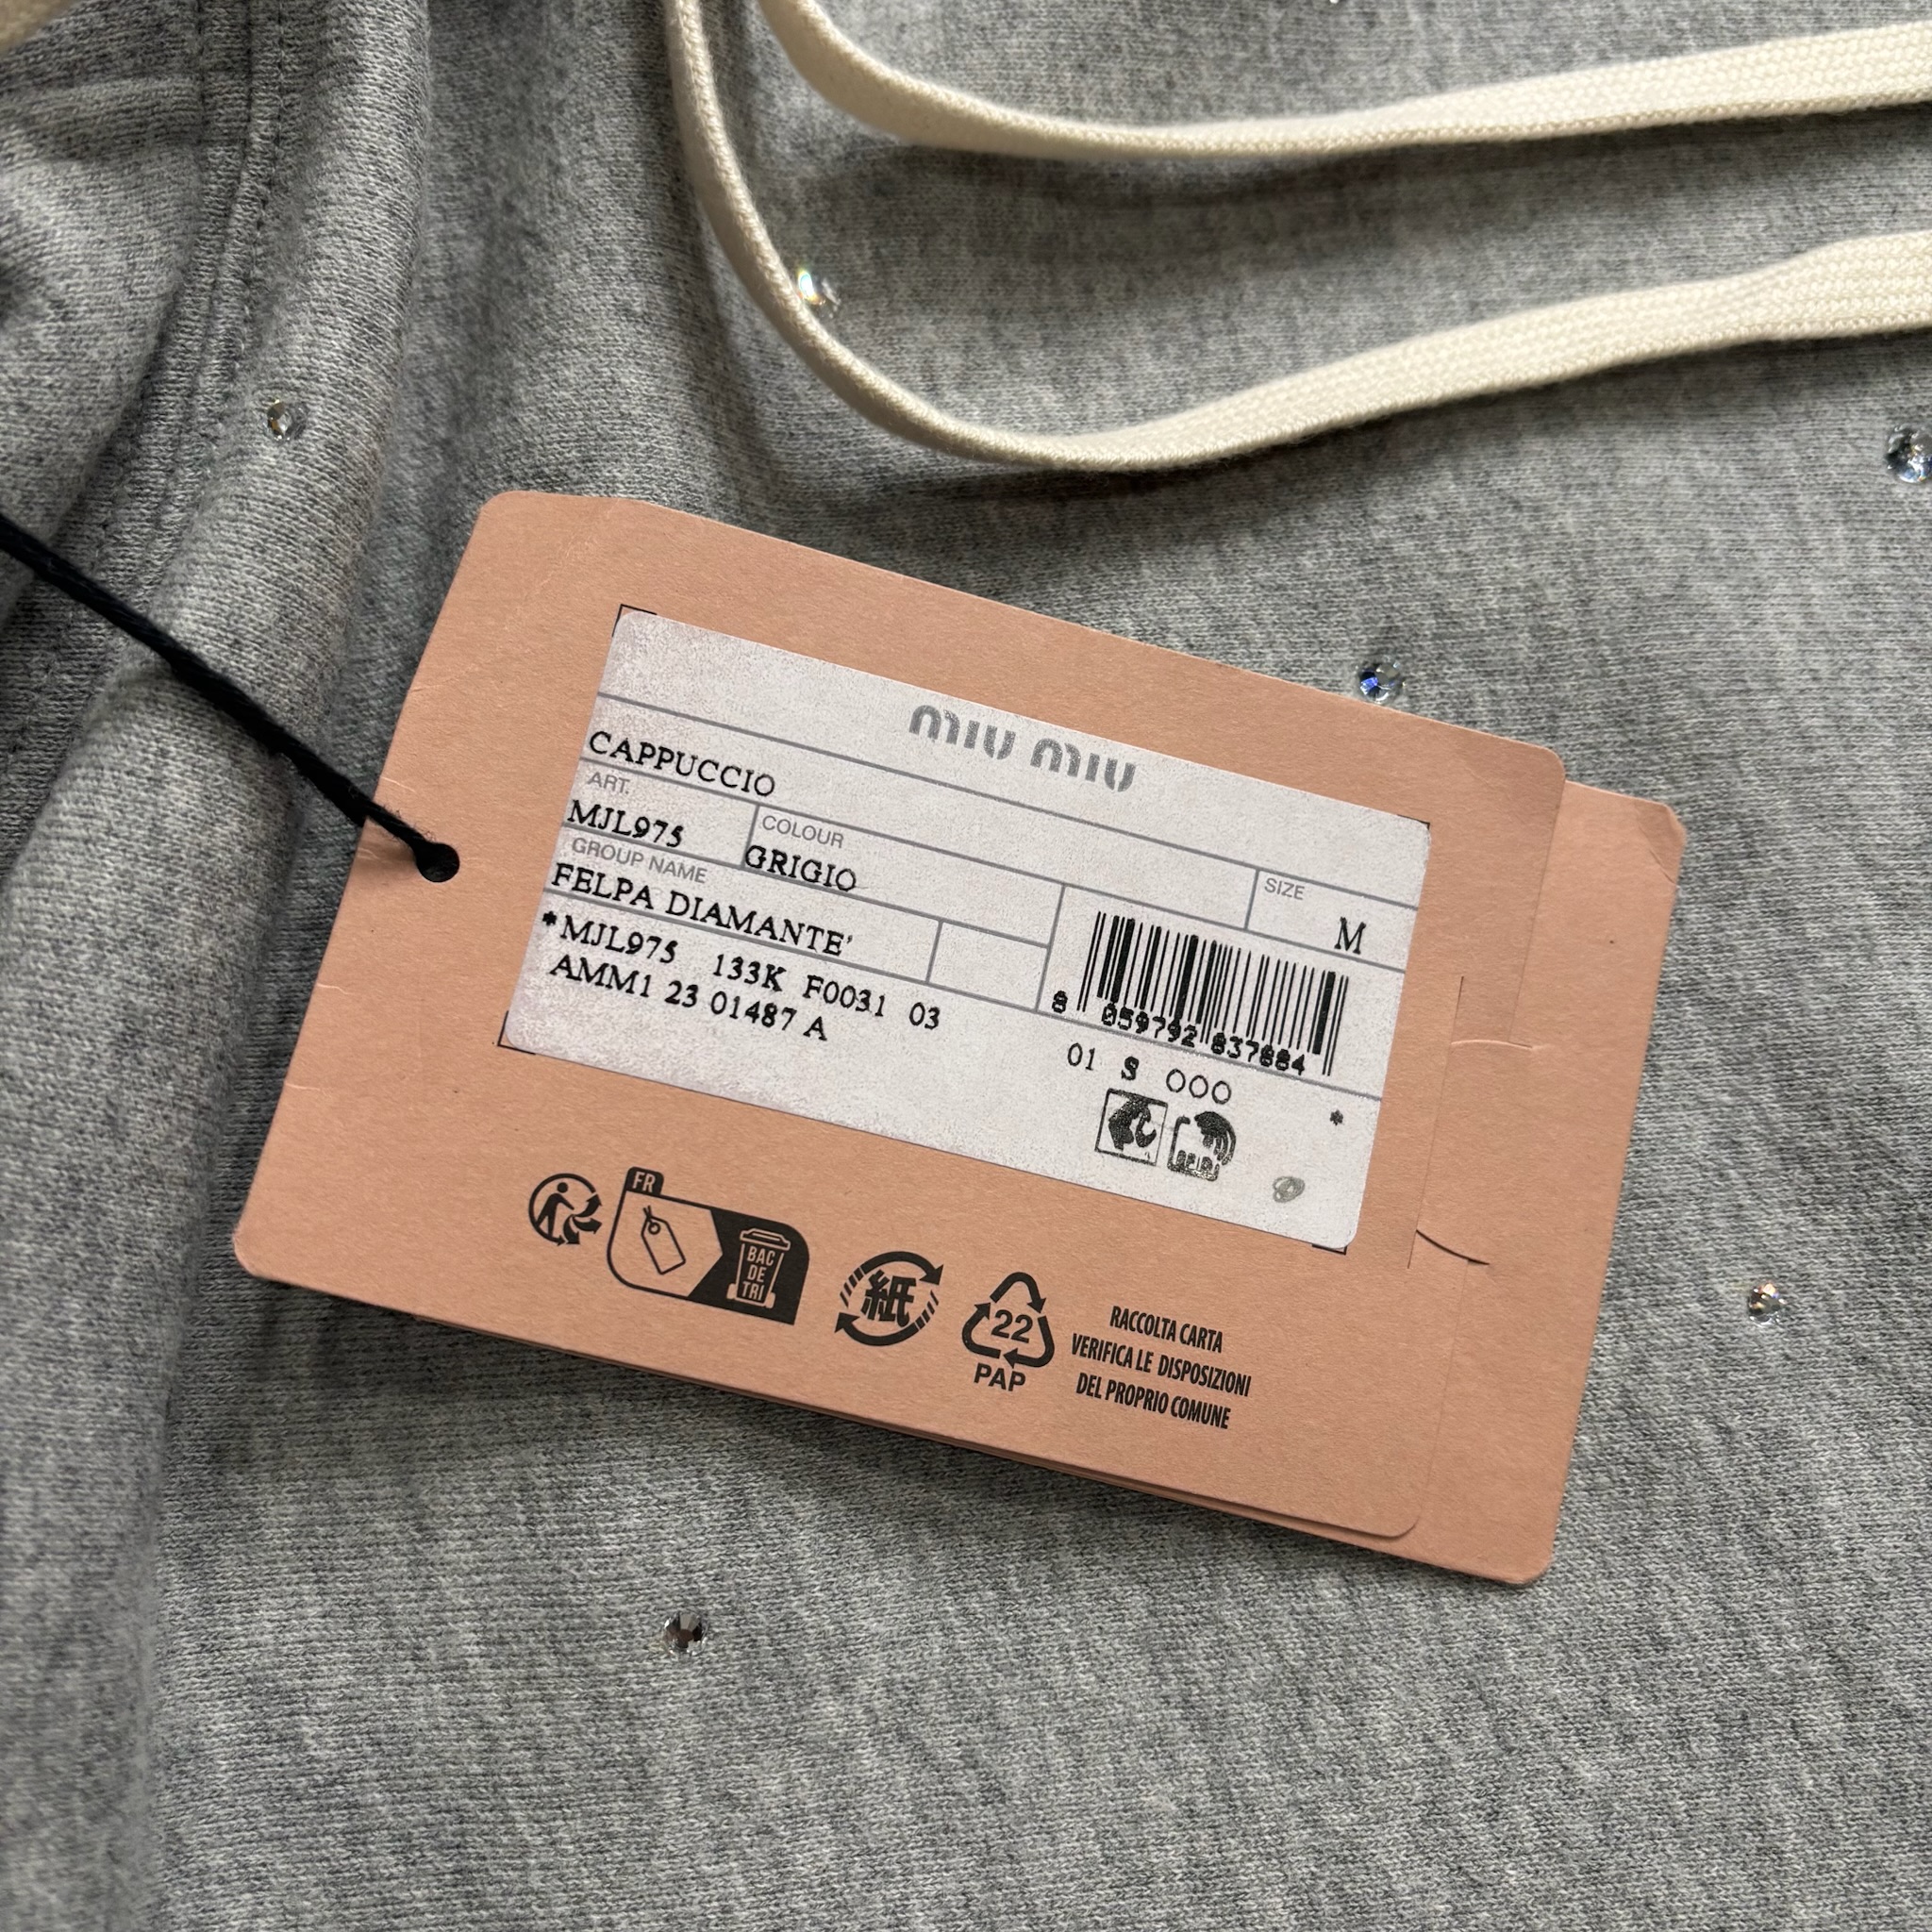 MIU MIU
CAPPUCCIO
ART.
MJL975
COLOUR
GRIGIO
SIZE
M
GROUP NAME
FELPA DIAMANTE'
*MJL975 133K F0031 03
AMM1 23 01487 A
8 059792 837884
01 S 000
*
FR
BAC
DE
TRI
紙
22
PAP
RACCOLTA CARTA
VERIFICA LE DISPOSIZIONI
DEL PROPRIO COMUNE